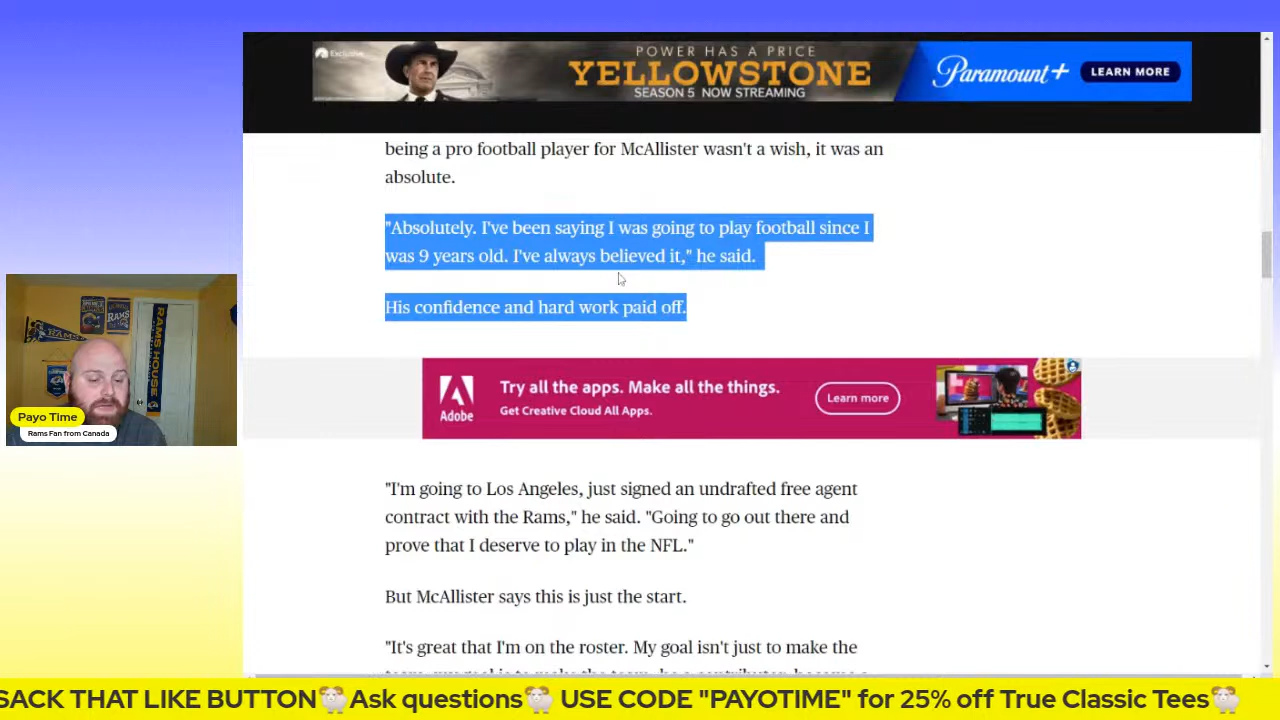 Exclusive
POWER HAS A PRICE
YELLOWSTONE
SEASON 5 NOW STREAMING
Paramount+
LEARN MORE
being a pro football player for McAllister wasn't a wish, it was an
absolute.
"Absolutely. I've been saying I was going to play football since I
was 9 years old. I've always believed it," he said.
His confidence and hard work paid off.
RAMS
RAMS
RAMS HOUSE
Payo Time
Rams Fan from Canada
Adobe
Try all the apps. Make all the things.
Get Creative Cloud All Apps.
Learn more
"I'm going to Los Angeles, just signed an undrafted free agent
contract with the Rams," he said. "Going to go out there and
prove that I deserve to play in the NFL."
But McAllister says this is just the start.
"It's great that I'm on the roster. My goal isn't just to make the
SACK THAT LIKE BUTTON🐏Ask questions🐏 USE CODE "PAYOTIME" for 25% off True Classic Tees🐏